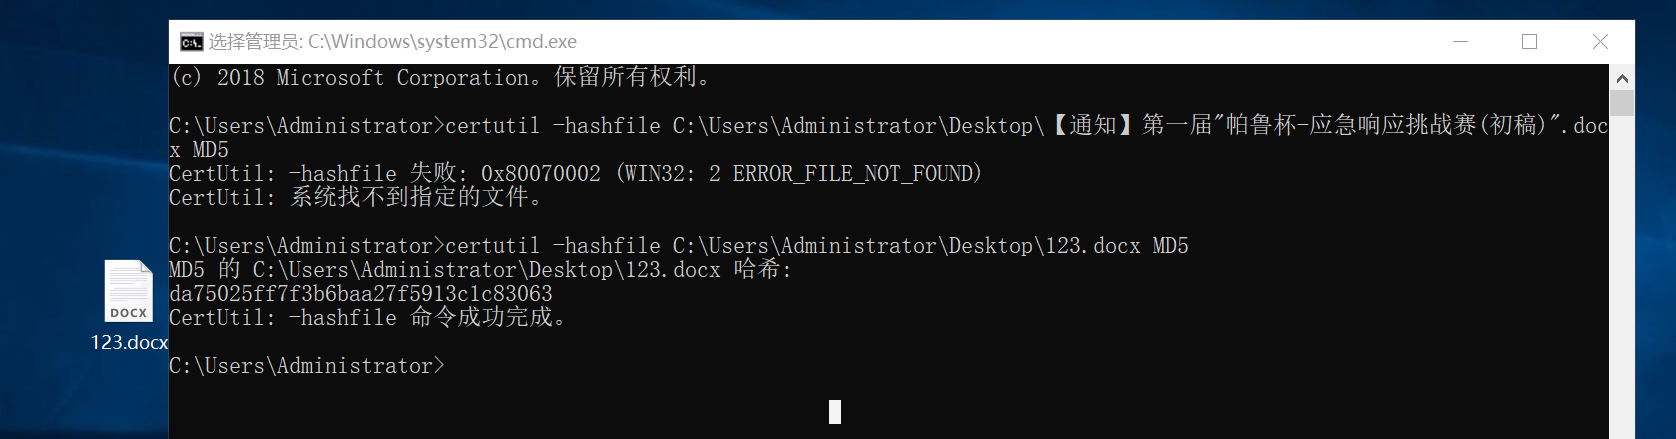 选择管理员: C:\Windows\system32\cmd.exe
(c) 2018 Microsoft Corporation。保留所有权利。
C:\Users\Administrator>certutil -hashfile C:\Users\Administrator\Desktop\【通知】第一届"帕鲁杯-应急响应挑战赛(初稿)".doc
x MD5
CertUtil: -hashfile 失败: 0x80070002 (WIN32: 2 ERROR_FILE_NOT_FOUND)
CertUtil: 系统找不到指定的文件。
C:\Users\Administrator>certutil -hashfile C:\Users\Administrator\Desktop\123.docx MD5
MD5 的 C:\Users\Administrator\Desktop\123.docx 哈希:
da75025ff7f3b6baa27f5913c1c83063
CertUtil: -hashfile 命令成功完成。
C:\Users\Administrator>
DOCX
123.docx